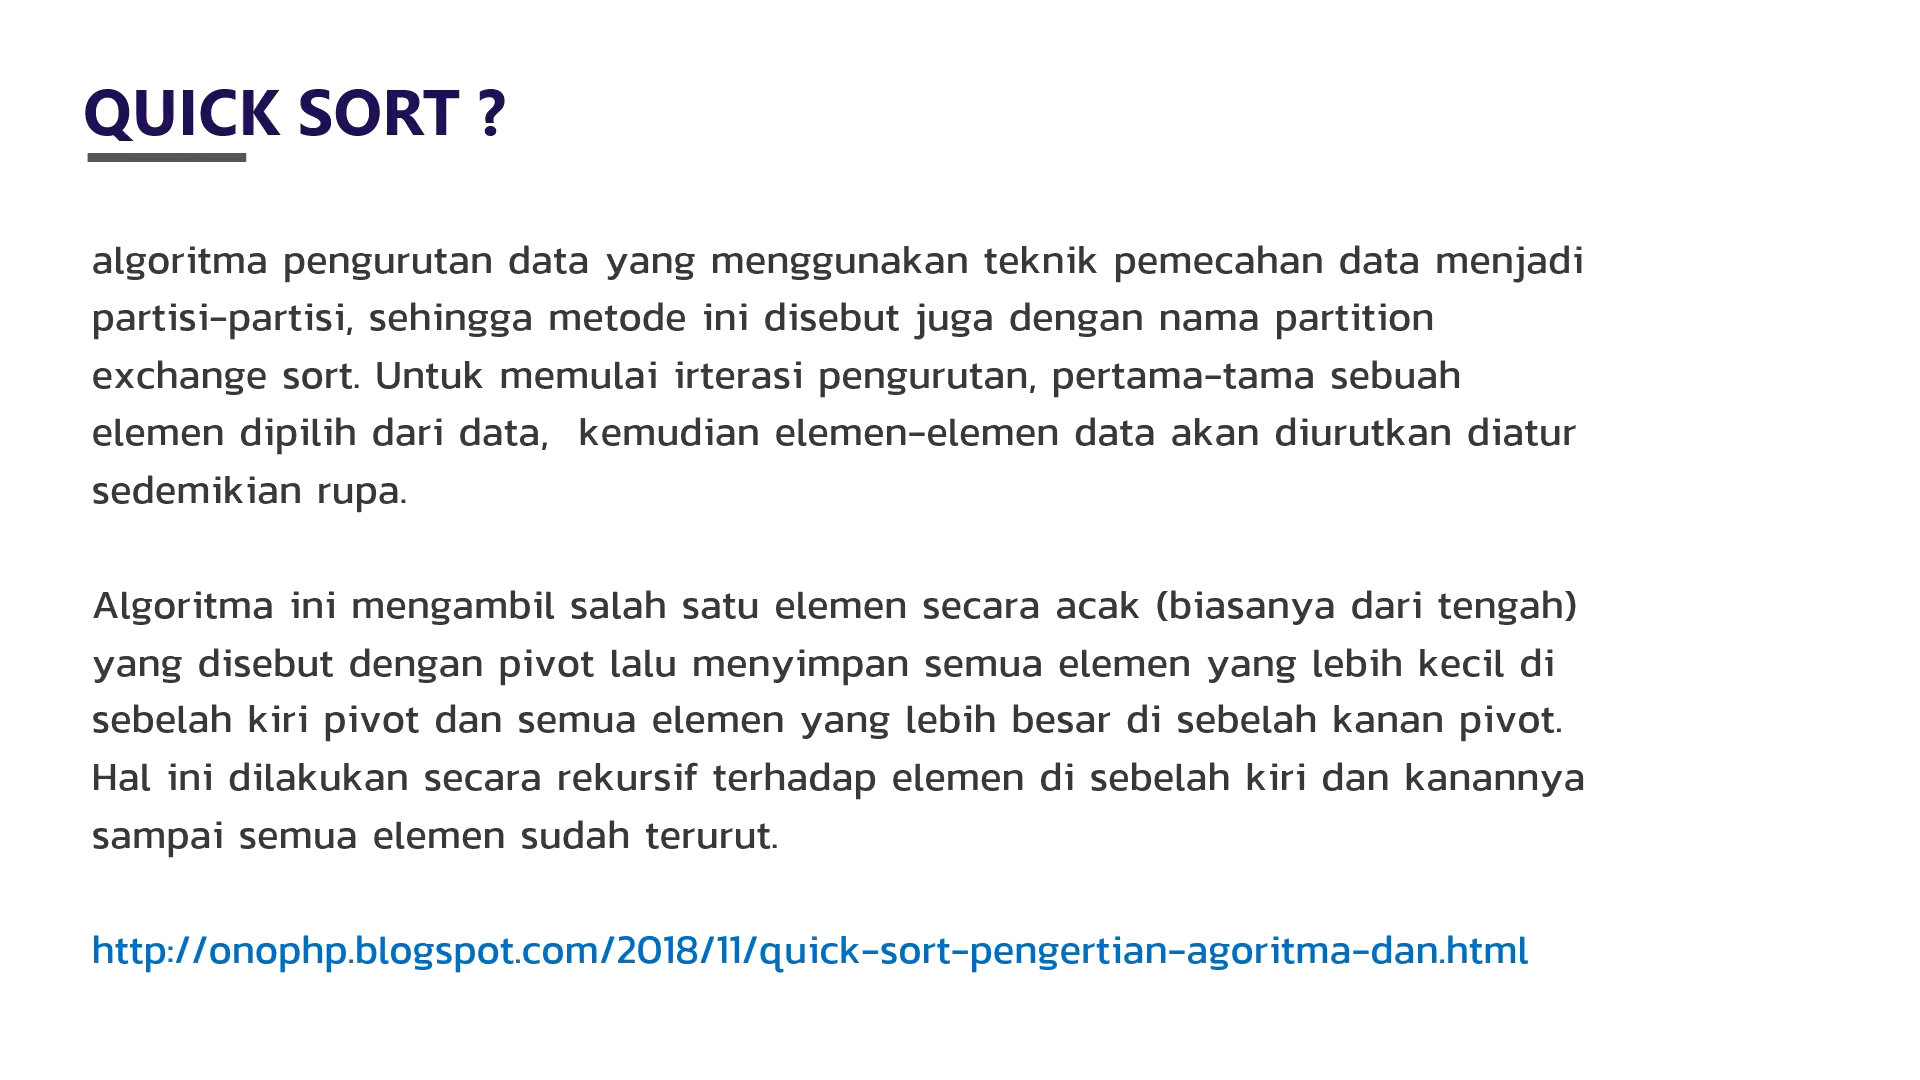 QUICK SORT ?
algoritma pengurutan data yang menggunakan teknik pemecahan data menjadi
partisi-partisi, sehingga metode ini disebut juga dengan nama partition
exchange sort. Untuk memulai irterasi pengurutan, pertama-tama sebuah
elemen dipilih dari data,  kemudian elemen-elemen data akan diurutkan diatur
sedemikian rupa.
Algoritma ini mengambil salah satu elemen secara acak (biasanya dari tengah)
yang disebut dengan pivot lalu menyimpan semua elemen yang lebih kecil di
sebelah kiri pivot dan semua elemen yang lebih besar di sebelah kanan pivot.
Hal ini dilakukan secara rekursif terhadap elemen di sebelah kiri dan kanannya
sampai semua elemen sudah terurut.
http://onophp.blogspot.com/2018/11/quick-sort-pengertian-agoritma-dan.html